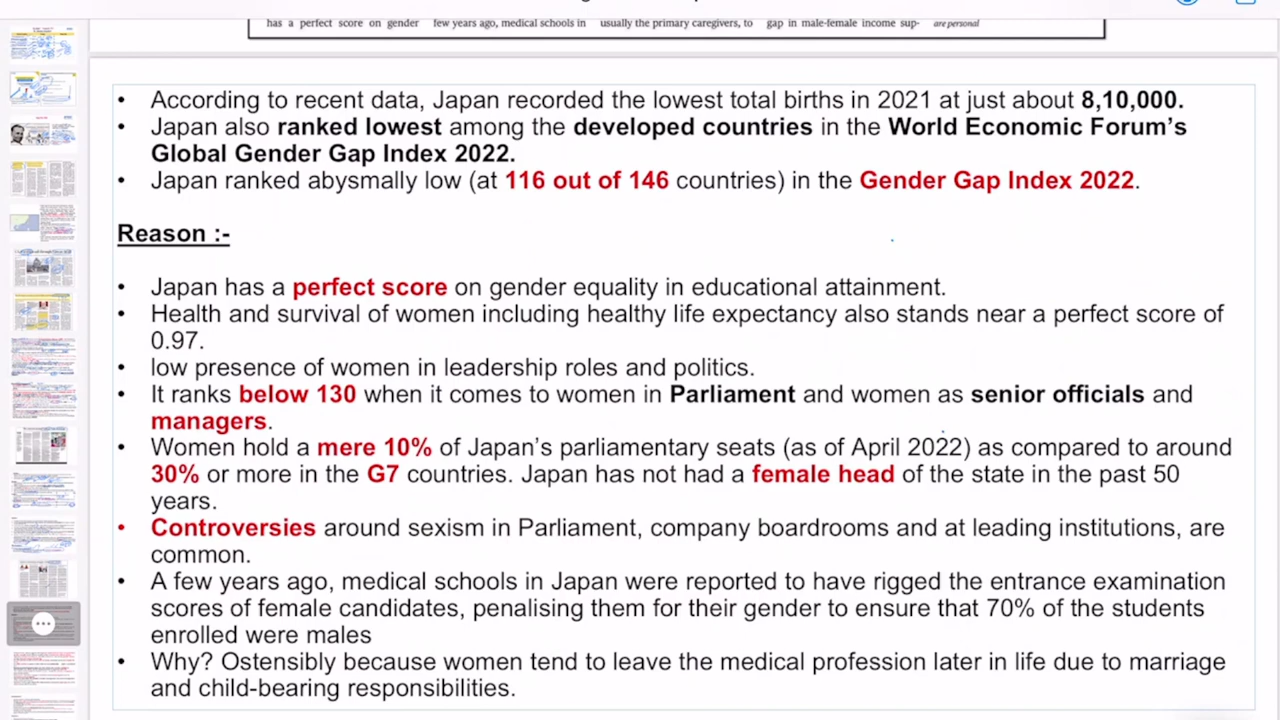 has a perfect score on gender few years ago, medical schools in usually the primary caregivers, to gap in male-female income sup- are personal
• According to recent data, Japan recorded the lowest total births in 2021 at just about 8,10,000.
• Japan also ranked lowest among the developed countries in the World Economic Forum's
Global Gender Gap Index 2022.
• Japan ranked abysmally low (at 116 out of 146 countries) in the Gender Gap Index 2022.
Reason :-
• Japan has a perfect score on gender equality in educational attainment.
• Health and survival of women including healthy life expectancy also stands near a perfect score of
0.97.
• low presence of women in leadership roles and politics.
• It ranks below 130 when it comes to women in Parliament and women as senior officials and
managers.
• Women hold a mere 10% of Japan's parliamentary seats (as of April 2022) as compared to around
30% or more in the G7 countries. Japan has not had a female head of the state in the past 50
years.
• Controversies around sexism in Parliament, company boardrooms and at leading institutions, are
common.
• A few years ago, medical schools in Japan were reported to have rigged the entrance examination
scores of female candidates, penalising them for their gender to ensure that 70% of the students
enrolled were males
• Why? Ostensibly because women tend to leave the medical profession later in life due to marriage
and child-bearing responsibilities.